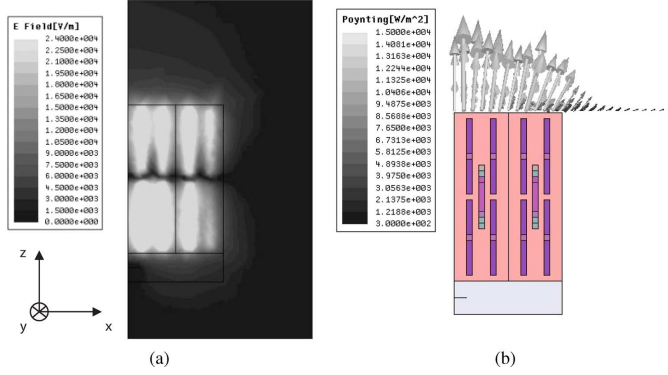 E Field[V/m]
2.4000e+004
2.2500e+004
2.1000e+004
1.9500e+004
1.8000e+004
1.6500e+004
1.5000e+004
1.3500e+004
1.2000e+004
1.0500e+004
9.0000e+003
7.5000e+003
6.0000e+003
4.5000e+003
3.0000e+003
1.5000e+003
0.0000e+000
z
y
x
(a)
Poynting[W/m^2]
1.5000e+004
1.4081e+004
1.3163e+004
1.2244e+004
1.1325e+004
1.0406e+004
9.4875e+003
8.5688e+003
7.6500e+003
6.7313e+003
5.8125e+003
4.8938e+003
3.9750e+003
3.0563e+003
2.1375e+003
1.2188e+003
3.0000e+002
(b)